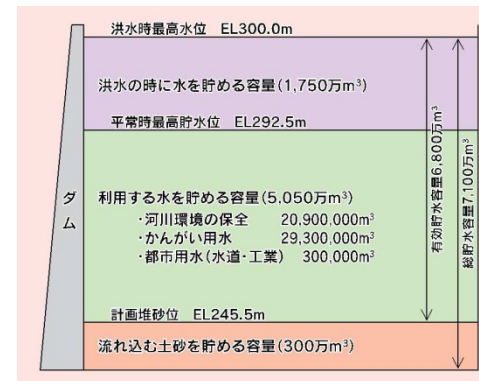 洪水時最高水位　EL300.0m
洪水の時に水を貯める容量(1,750万m³)
平常時最高貯水位　EL292.5m
ダム
利用する水を貯める容量(5,050万m³)
・河川環境の保全　20,900,000m³
・かんがい用水　29,300,000m³
・都市用水(水道・工業)　300,000m³
有効貯水容量6,800万m³
総貯水容量7,100万m³
計画堆砂位　EL245.5m
流れ込む土砂を貯める容量(300万m³)